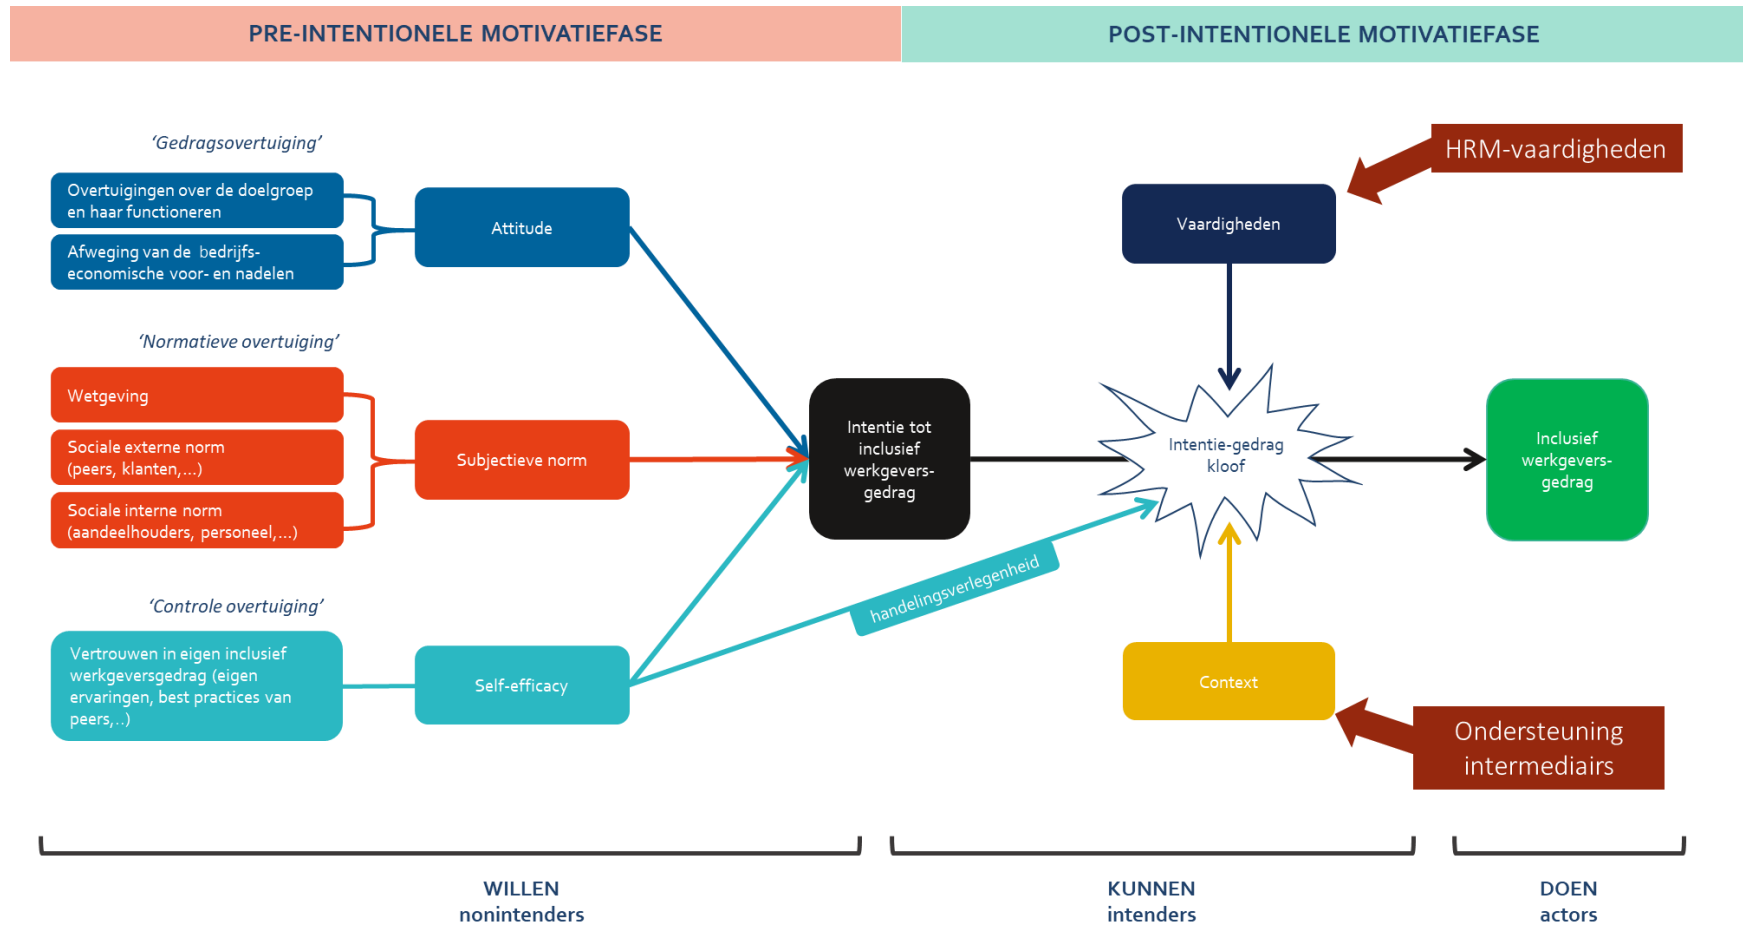 PRE-INTENTIONELE MOTIVATIEFASE
POST-INTENTIONELE MOTIVATIEFASE
‘Gedragsovertuiging’
Overtuigingen over de doelgroep
en haar functioneren
Afweging van de bedrijfs-
economische voor- en nadelen
Attitude
‘Normatieve overtuiging’
Wetgeving
Sociale externe norm
(peers, klanten,...)
Sociale interne norm
(aandeelhouders, personeel,...)
Subjectieve norm
‘Controle overtuiging’
Vertrouwen in eigen inclusief
werkgeversgedrag (eigen
ervaringen, best practices van
peers,..)
Self-efficacy
handelingsverlegenheid
Intentie tot
inclusief
werkgevers-
gedrag
HRM-vaardigheden
Vaardigheden
Intentie-gedrag
kloof
Context
Ondersteuning
intermediairs
Inclusief
werkgevers-
gedrag
WILLEN
nonintenders
KUNNEN
intenders
DOEN
actors